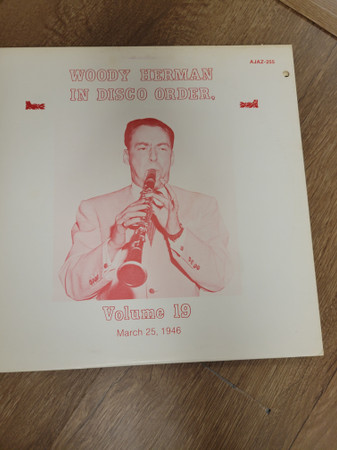 AJAZ-255
WOODY HERMAN
IN DISCO ORDER.
Volume 19
March 25, 1946